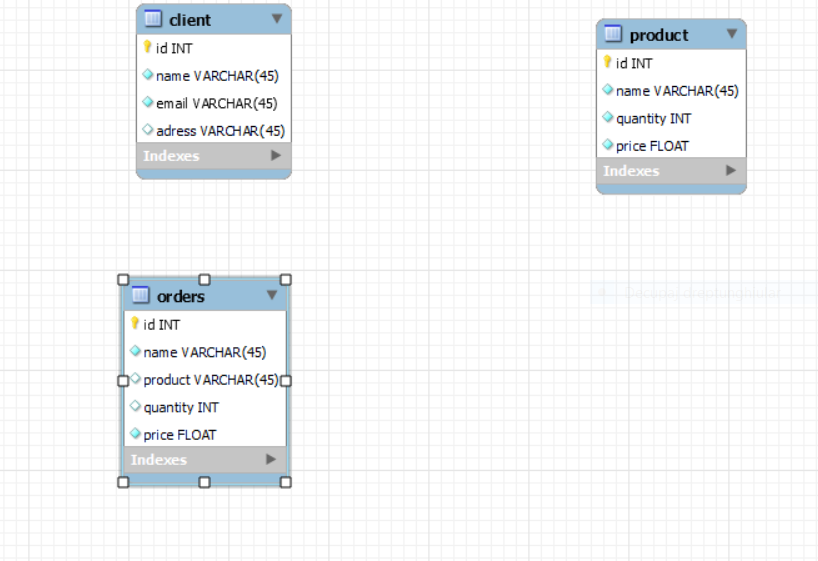 client
id INT
name VARCHAR(45)
email VARCHAR(45)
adress VARCHAR(45)
Indexes
product
id INT
name VARCHAR(45)
quantity INT
price FLOAT
Indexes
orders
id INT
name VARCHAR(45)
product VARCHAR(45)
quantity INT
price FLOAT
Indexes